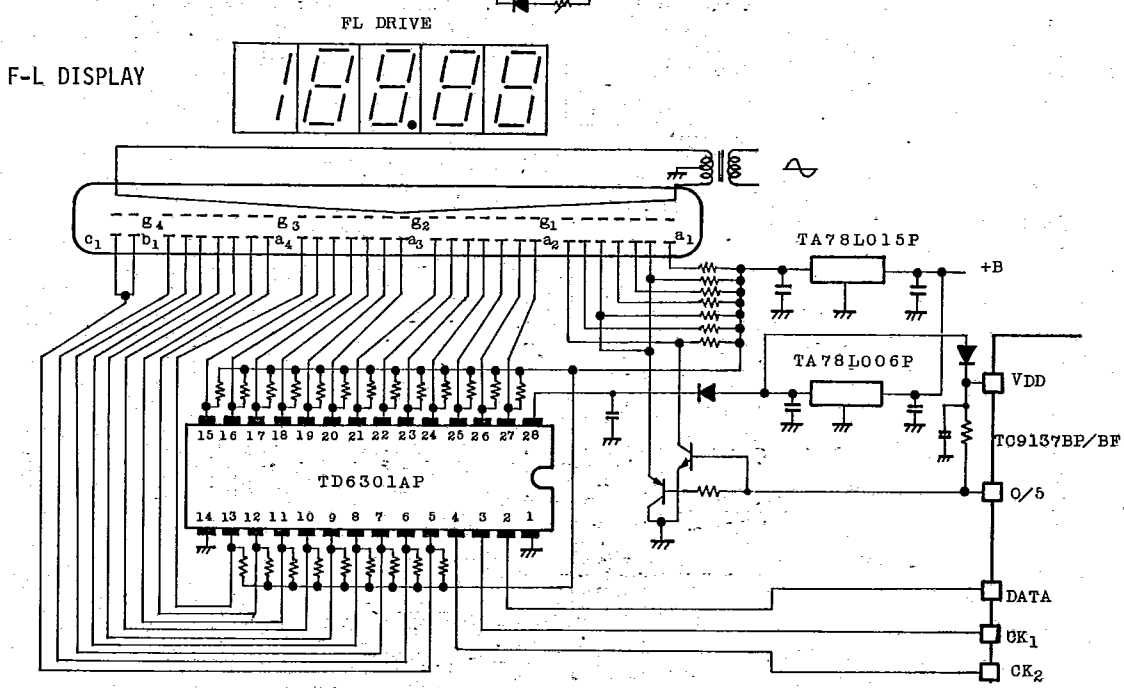 FL DRIVE
F-L DISPLAY
188.88
g4 g3 g2 g1
c1 b1 a4 a3 a2 a1
TA78L015P
+B
TA78L006P
VDD
TC9137BP/BF
15 16 17 18 19 20 21 22 23 24 25 26 27 28
TD6301AP
O/5
14 13 12 11 10 9 8 7 6 5 4 3 2 1
DATA
CK1
CK2